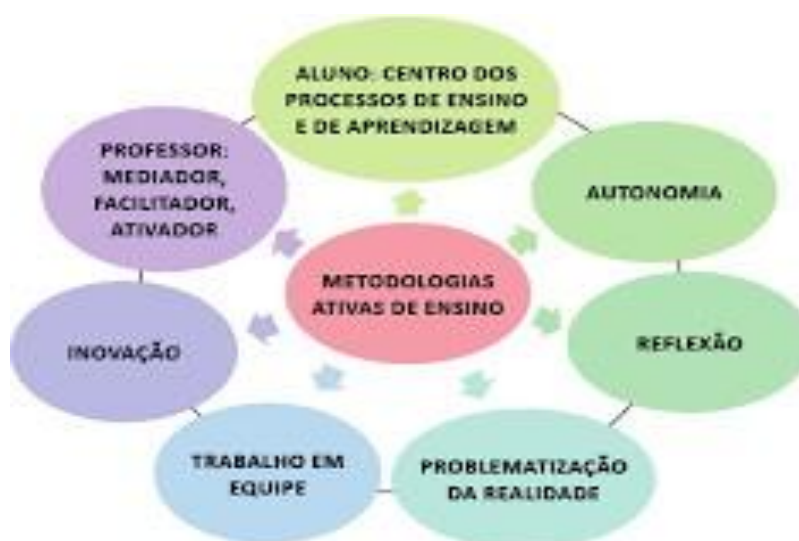 ALUNO: CENTRO DOS
PROCESSOS DE ENSINO
E DE APRENDIZAGEM
PROFESSOR:
MEDIADOR,
FACILITADOR,
ATIVADOR
AUTONOMIA
METODOLOGIAS
ATIVAS DE ENSINO
INOVAÇÃO
REFLEXÃO
TRABALHO EM
EQUIPE
PROBLEMATIZAÇÃO
DA REALIDADE